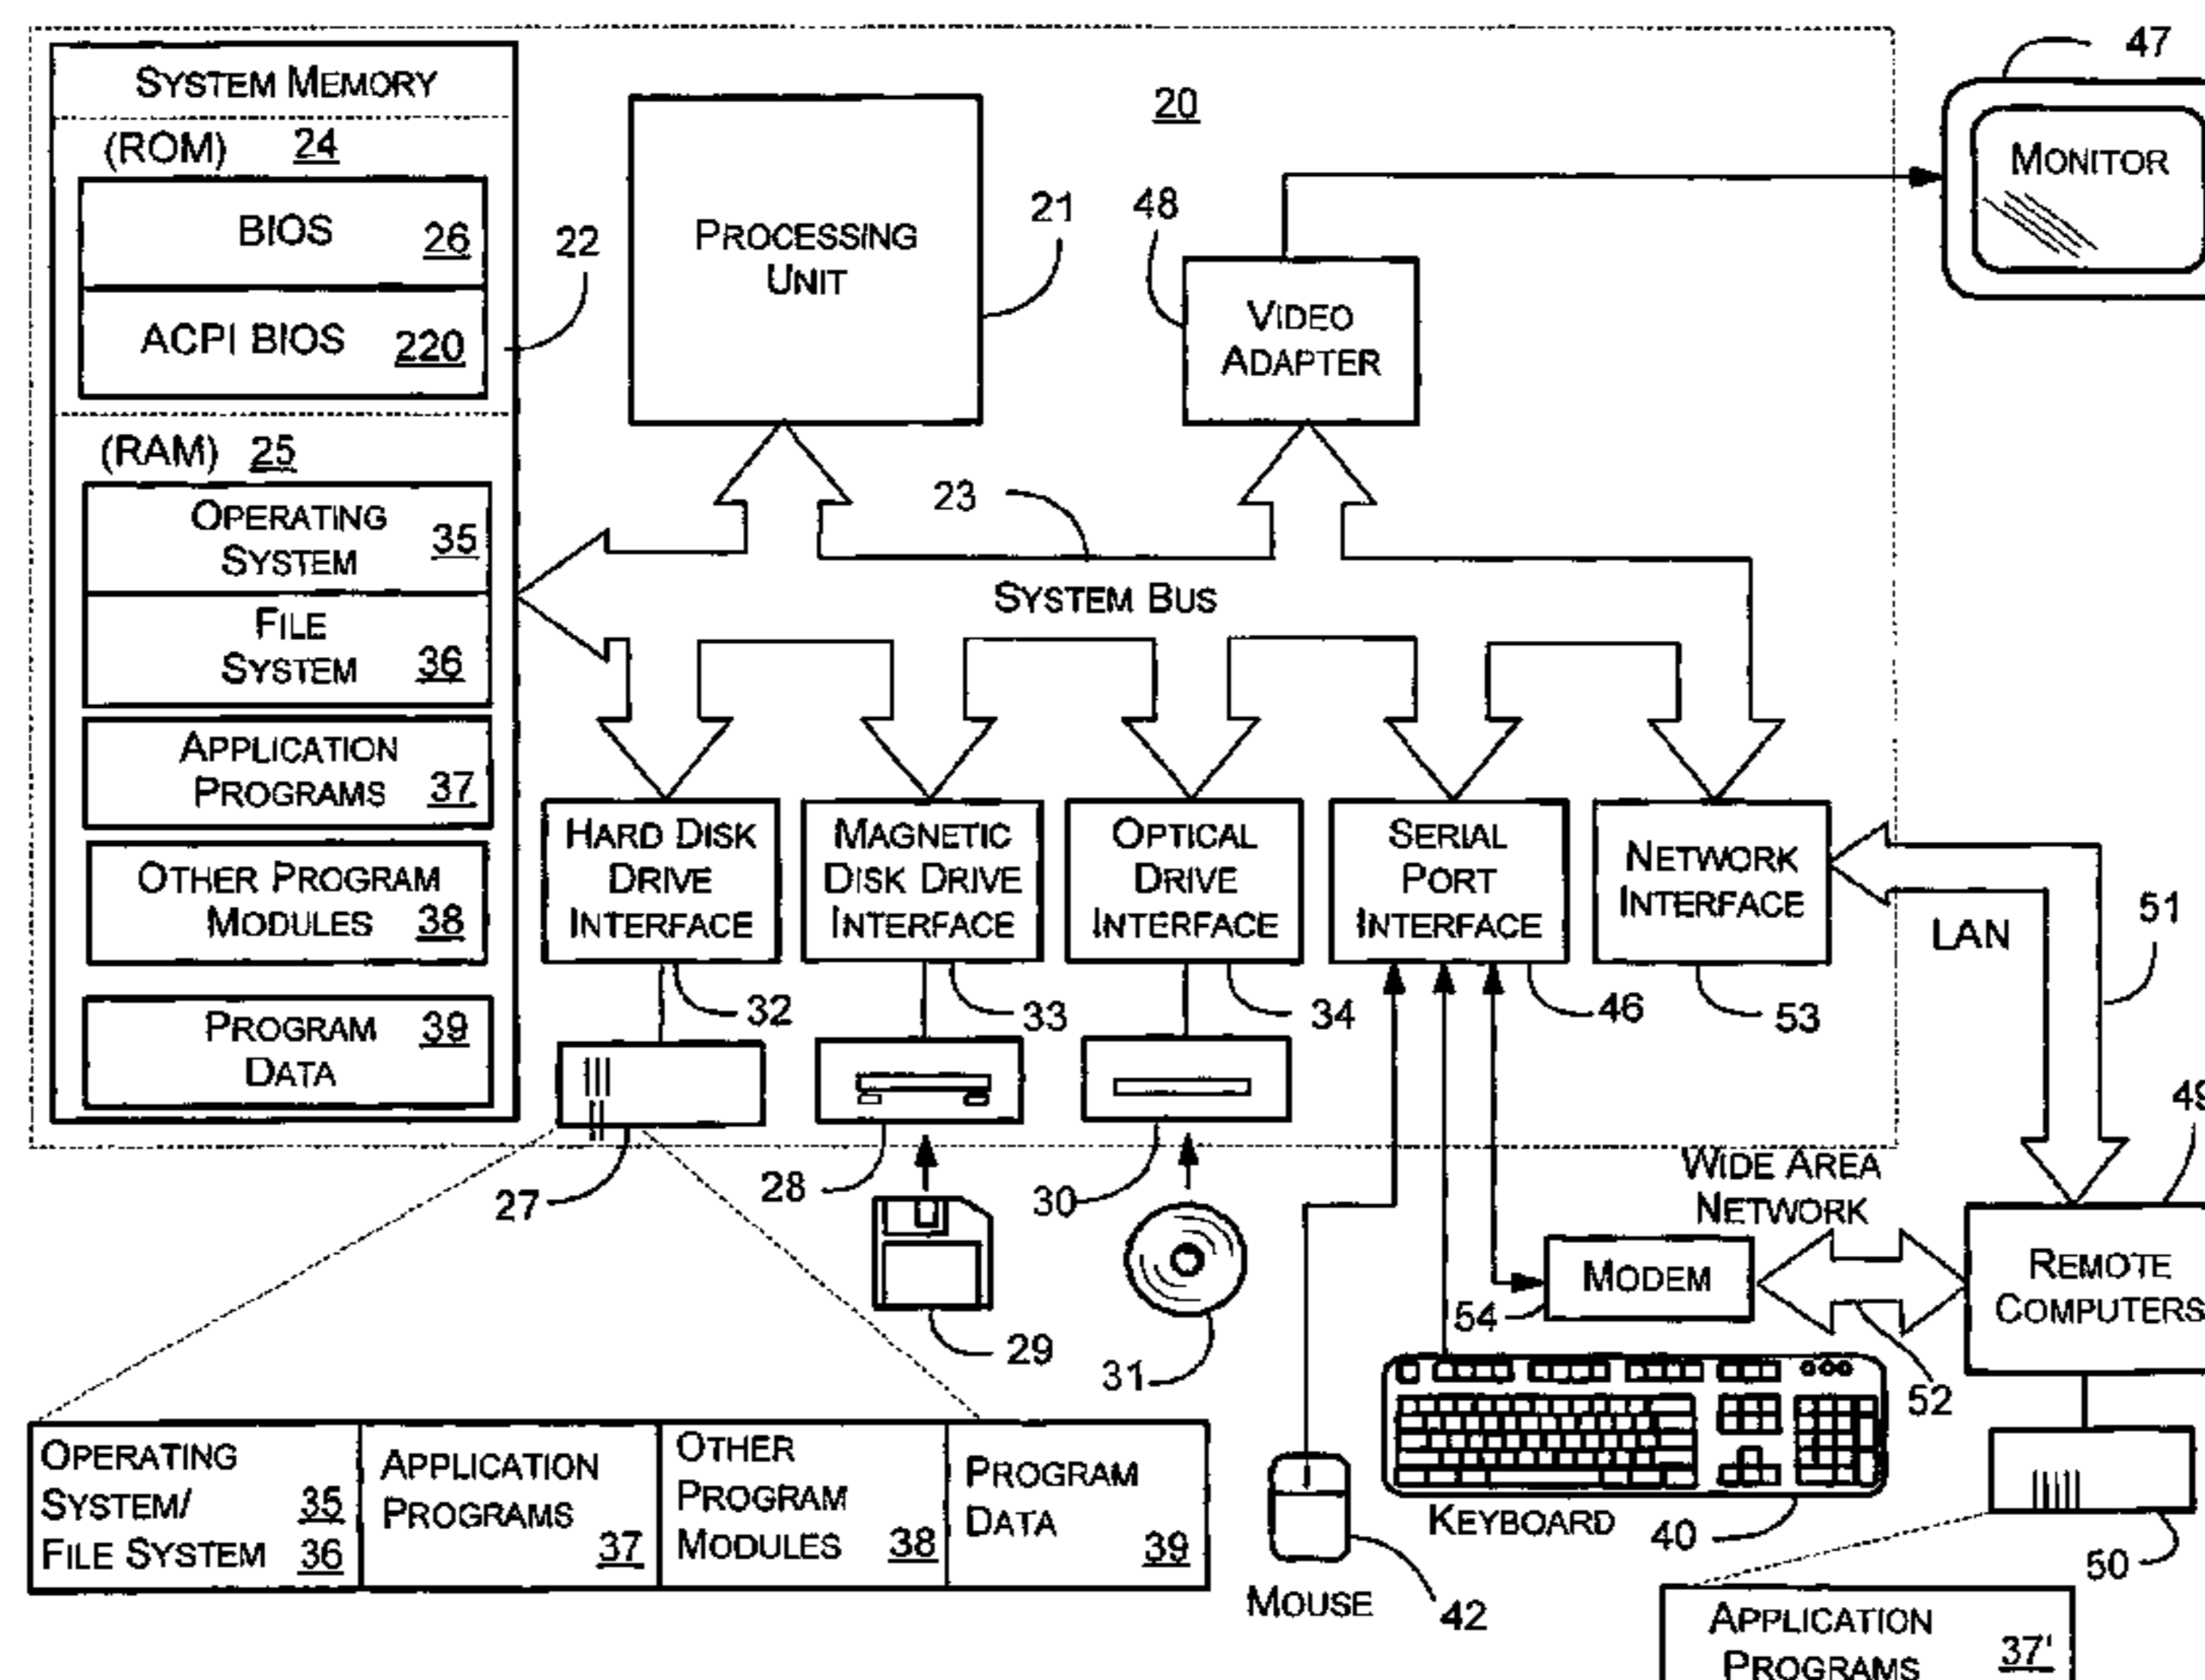 SYSTEM MEMORY
(ROM) 24
BIOS 26
ACPI BIOS 220
22
(RAM) 25
OPERATING
SYSTEM 35
FILE
SYSTEM 36
APPLICATION
PROGRAMS 37
OTHER PROGRAM
MODULES 38
PROGRAM 39
DATA
PROCESSING
UNIT
21
20
48
VIDEO
ADAPTER
47
MONITOR
23
SYSTEM BUS
HARD DISK
DRIVE
INTERFACE
32
MAGNETIC
DISK DRIVE
INTERFACE
33
OPTICAL
DRIVE
INTERFACE
34
SERIAL
PORT
INTERFACE
46
NETWORK
INTERFACE
53
LAN
51
27
28
29
30
31
49
WIDE AREA
NETWORK
MODEM
54
52
REMOTE
COMPUTERS
50
OPERATING
SYSTEM/ 35
FILE SYSTEM 36
APPLICATION
PROGRAMS
37
OTHER
PROGRAM
MODULES 38
PROGRAM
DATA
39
MOUSE
42
KEYBOARD
40
APPLICATION
PROGRAMS 37'